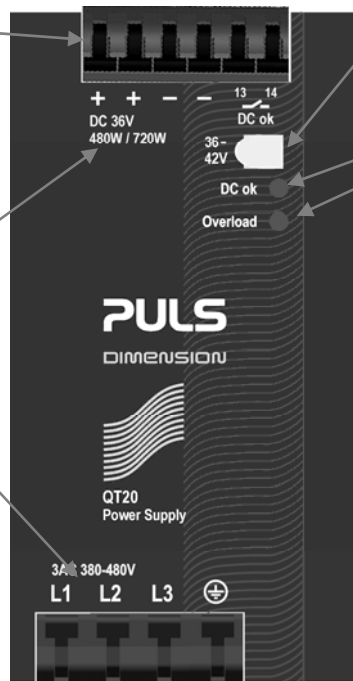 + + − −
13 14
DC ok
DC 36V
480W / 720W
36-
42V
DC ok
Overload
PULS
DIMENSION
QT20
Power Supply
3AC 380-480V
L1 L2 L3